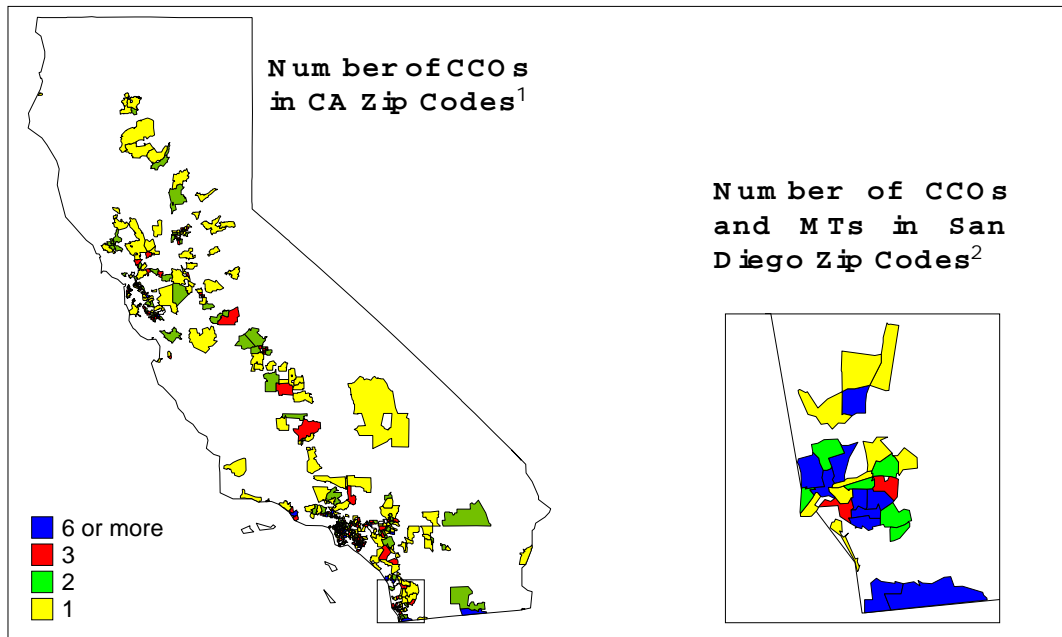 Number of CCOs
in CA Zip Codes1
Number of CCOs
and MTs in San
Diego Zip Codes2
6 or more
3
2
1